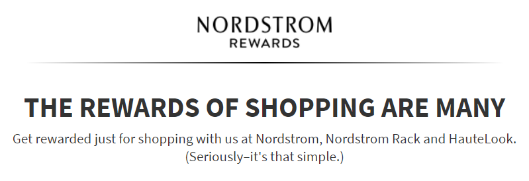 NORDSTROM
REWARDS
THE REWARDS OF SHOPPING ARE MANY
Get rewarded just for shopping with us at Nordstrom, Nordstrom Rack and HauteLook.
(Seriously–it's that simple.)